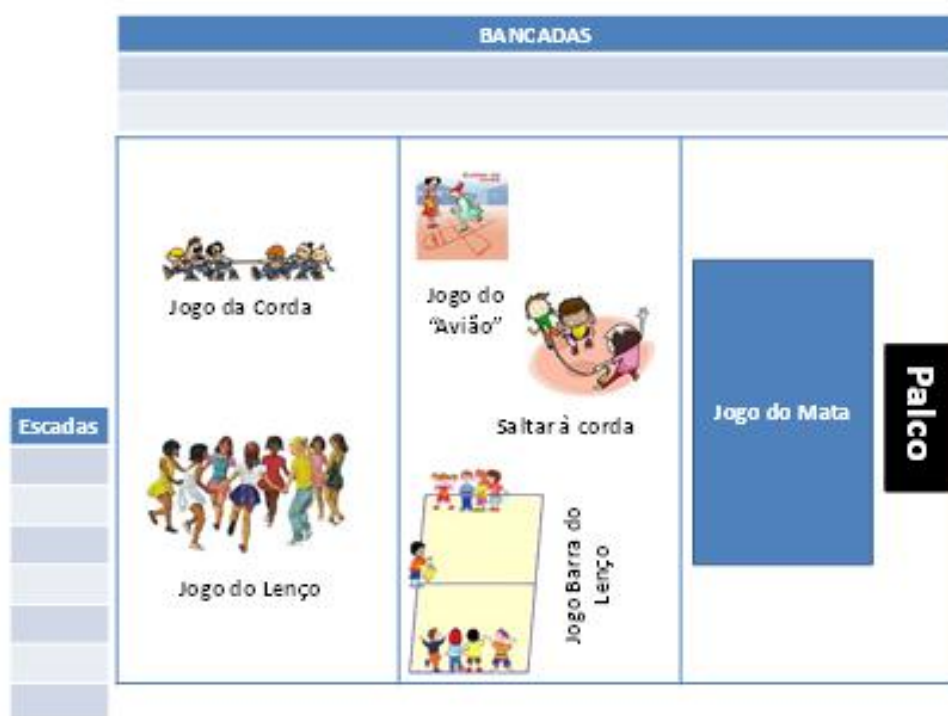 BANCADAS
Jogo da Corda
Jogo do
“Avião”
Saltar à corda
Jogo do Mata
Palco
Escadas
Jogo do Lenço
Jogo Barra do
Lenço